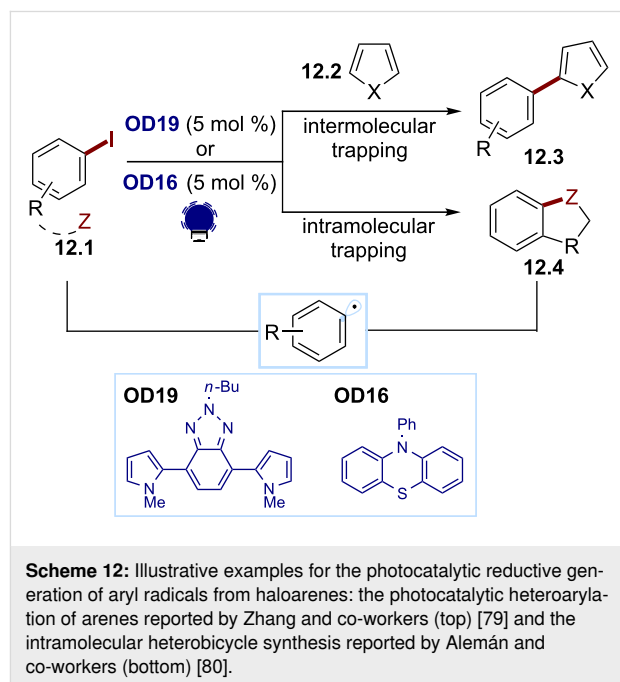 12.2
X
OD19 (5 mol %)
or
OD16 (5 mol %)
intermolecular
trapping
intramolecular
trapping
I
R
Z
12.1
X
R
12.3
Z
R
12.4
R
OD19
n-Bu
N
N
N
N
Me
N
Me
OD16
Ph
N
S
Scheme 12: Illustrative examples for the photocatalytic reductive gen-
eration of aryl radicals from haloarenes: the photocatalytic heteroaryla-
tion of arenes reported by Zhang and co-workers (top) [79] and the
intramolecular heterobicycle synthesis reported by Alemán and
co-workers (bottom) [80].